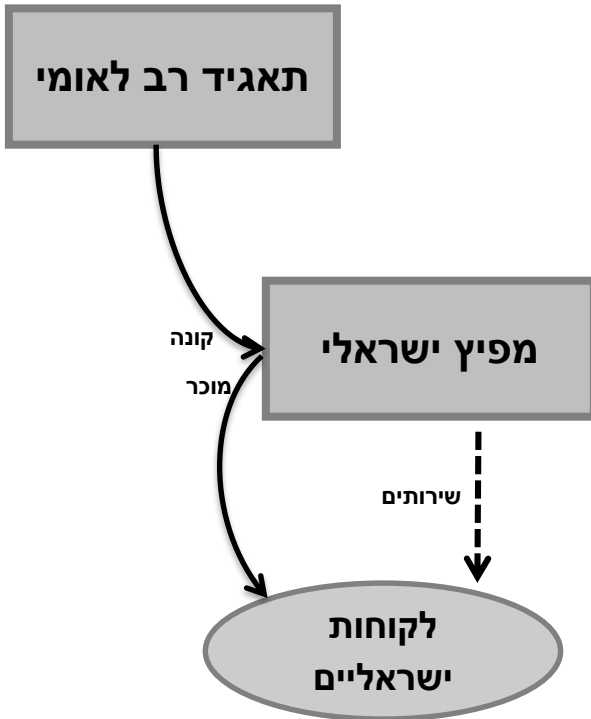 תאגיד רב לאומי
קונה
מפיץ ישראלי
מוכר
שירותים
לקוחות
ישראליים